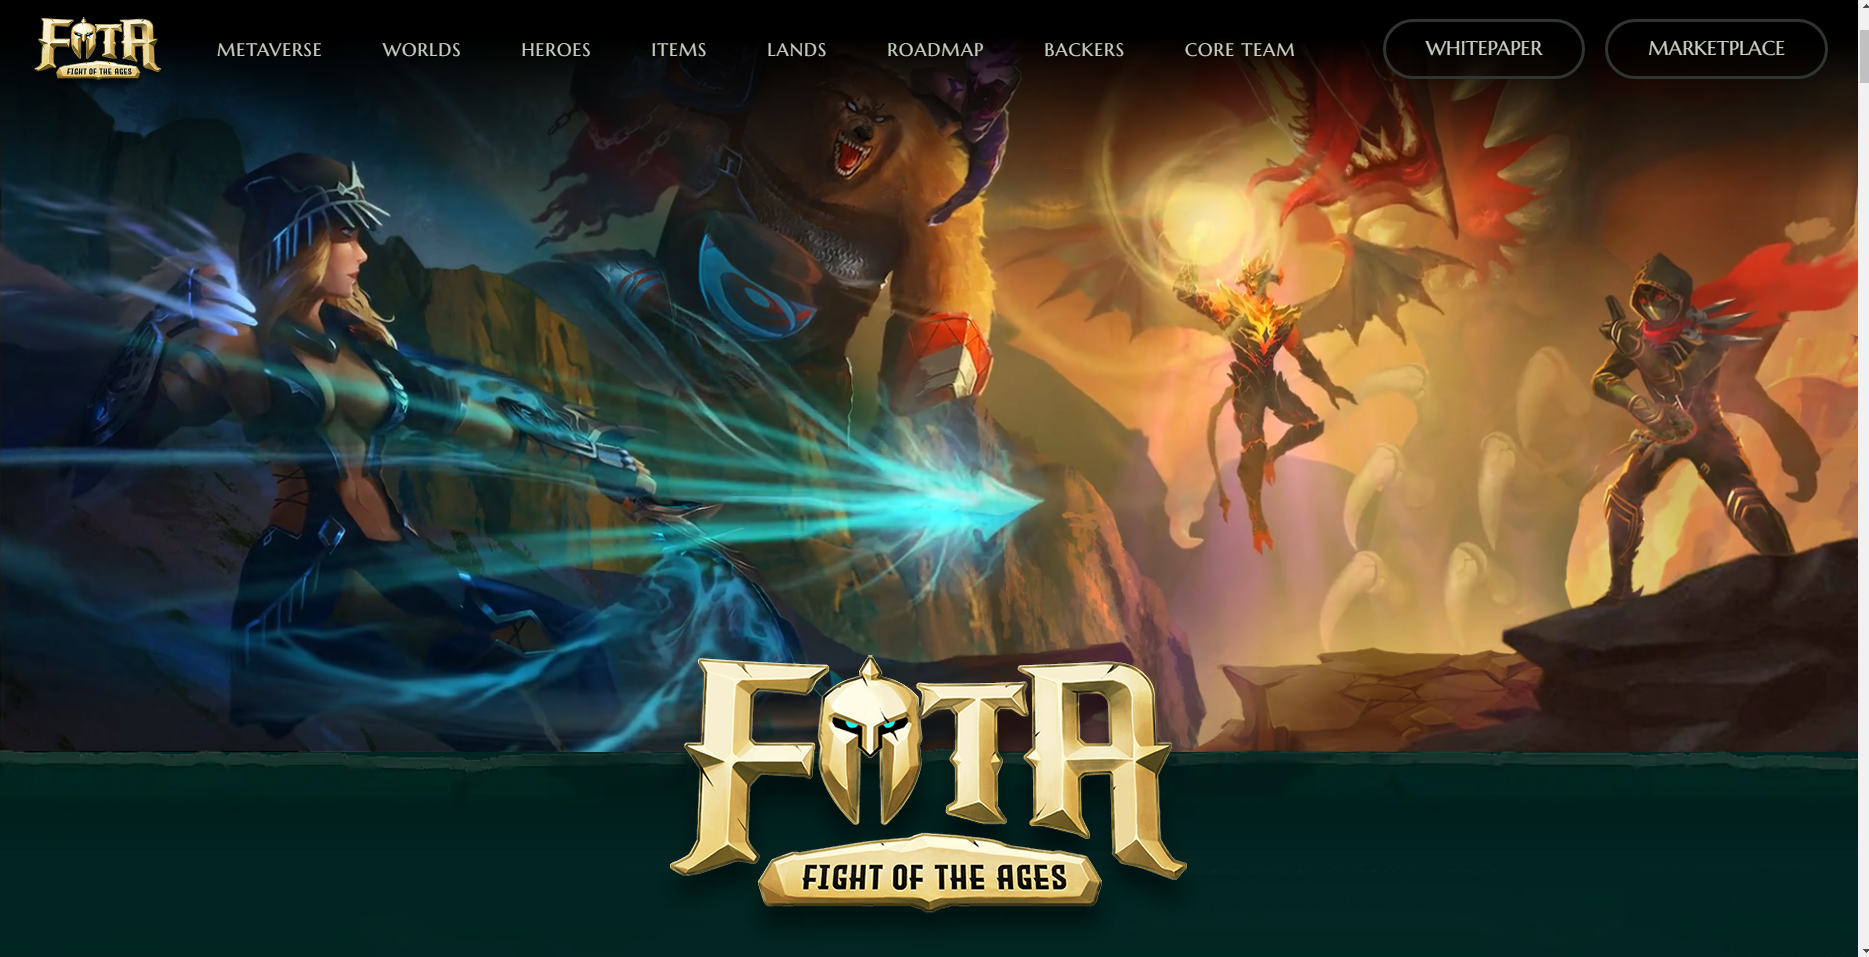 FOTA
FIGHT OF THE AGES
METAVERSE
WORLDS
HEROES
ITEMS
LANDS
ROADMAP
BACKERS
CORE TEAM
WHITEPAPER
MARKETPLACE
FOTA
FIGHT OF THE AGES